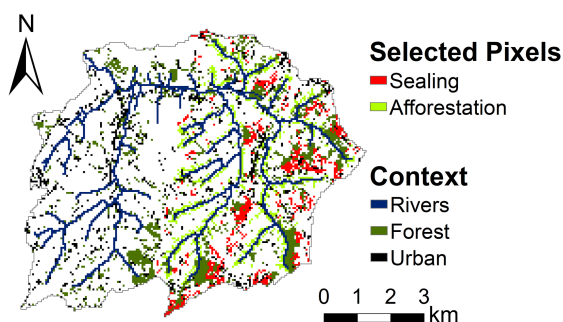 N
Selected Pixels
Sealing
Afforestation
Context
Rivers
Forest
Urban
0 1 2 3
km